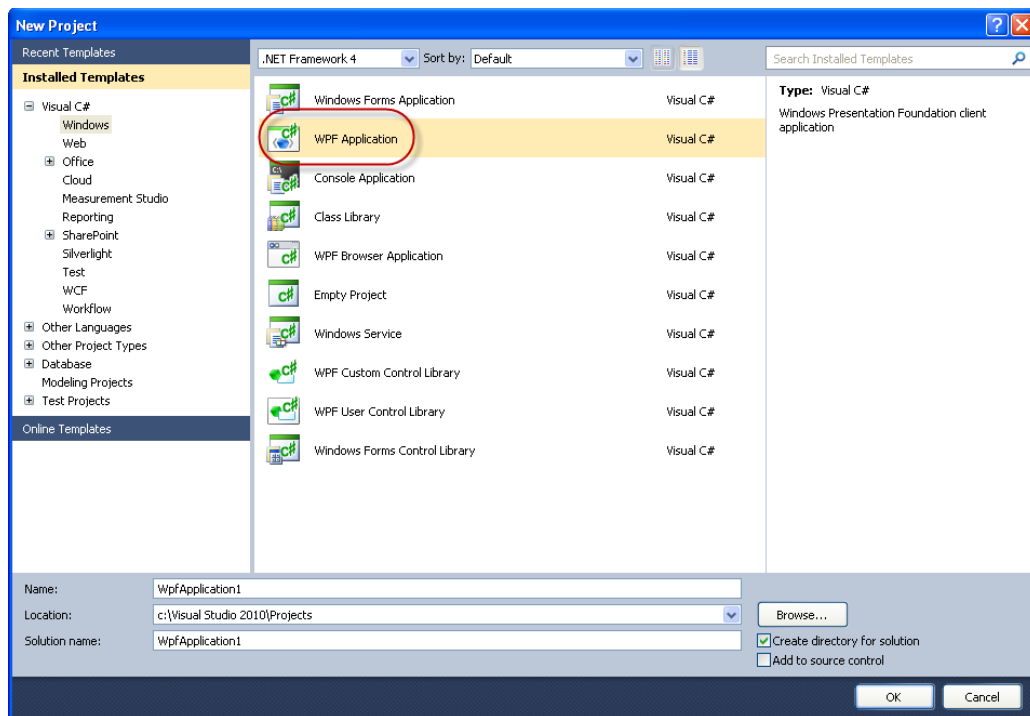 New Project
Recent Templates
Installed Templates
Visual C#
Windows
Web
Office
Cloud
Measurement Studio
Reporting
SharePoint
Silverlight
Test
WCF
Workflow
Other Languages
Other Project Types
Database
Modeling Projects
Test Projects
Online Templates
.NET Framework 4 Sort by: Default
Windows Forms Application Visual C#
WPF Application Visual C#
Console Application Visual C#
Class Library Visual C#
WPF Browser Application Visual C#
Empty Project Visual C#
Windows Service Visual C#
WPF Custom Control Library Visual C#
WPF User Control Library Visual C#
Windows Forms Control Library Visual C#
Search Installed Templates
Type: Visual C#
Windows Presentation Foundation client
application
Name: WpfApplication1
Location: c:\Visual Studio 2010\Projects Browse...
Solution name: WpfApplication1 Create directory for solution
Add to source control
OK Cancel